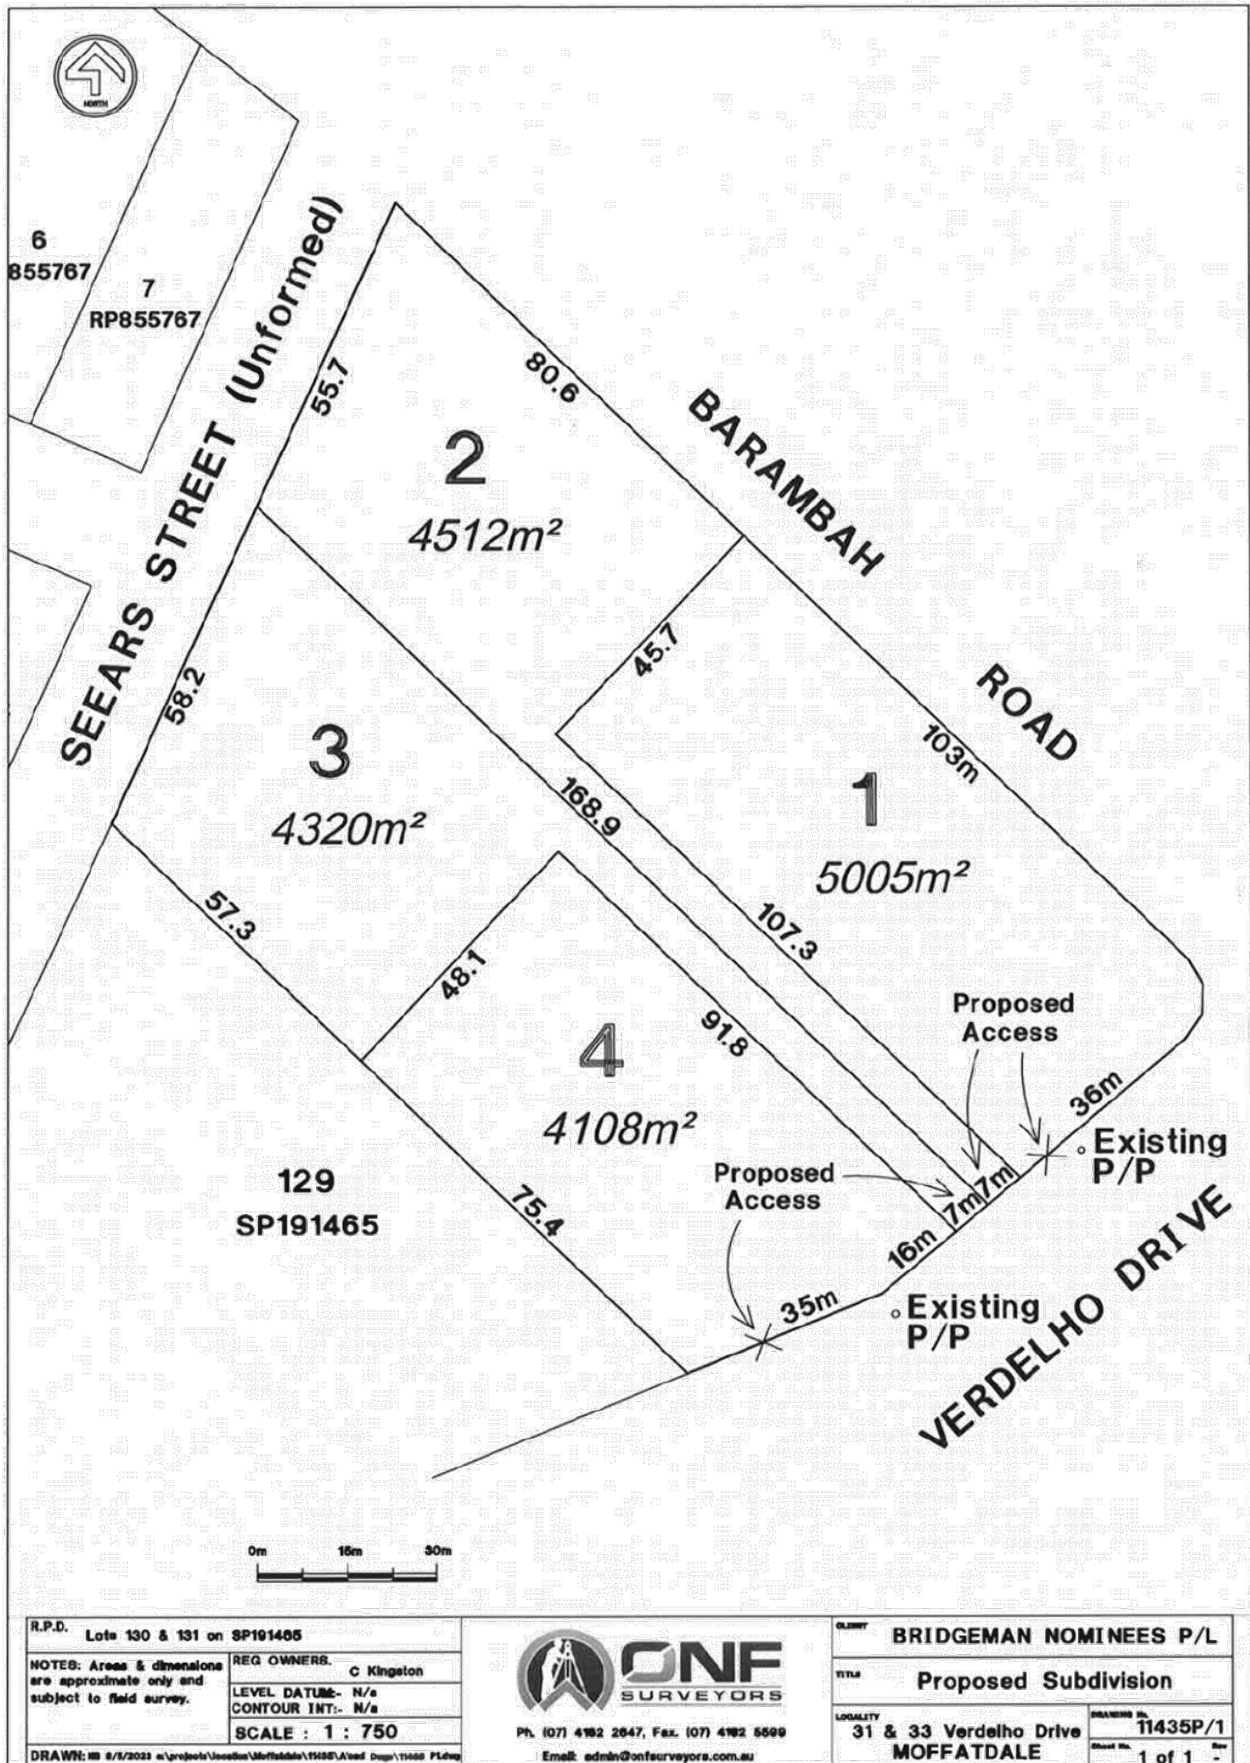 NORTH
6
855767
7
RP855767
SEEARS STREET (Unformed)
55.7
80.6
BARAMBAH ROAD
2
4512m²
45.7
58.2
3
4320m²
168.9
103m
1
5005m²
107.3
57.3
48.1
91.8
4
4108m²
Proposed
Access
36m
Existing
P/P
7m
7m
Proposed
Access
16m
129
SP191465
75.4
35m
Existing
P/P
VERDELHO DRIVE
0m 15m 30m
R.P.D. Lots 130 & 131 on SP191465
NOTES: Areas & dimensions
are approximate only and
subject to field survey.
REG OWNERS. C Kingston
LEVEL DATUM:- N/a
CONTOUR INT:- N/a
SCALE : 1 : 750
DRAWN:
ONF
SURVEYORS
Ph. (07) 4162 2647, Fax. (07) 4162 5599
Email: admin@onfsurveyors.com.au
CLIENT BRIDGEMAN NOMINEES P/L
TITLE Proposed Subdivision
LOCALITY
31 & 33 Verdelho Drive
MOFFATDALE
DRAWING No.
11435P/1
Sheet No. 1 of 1
Rev -